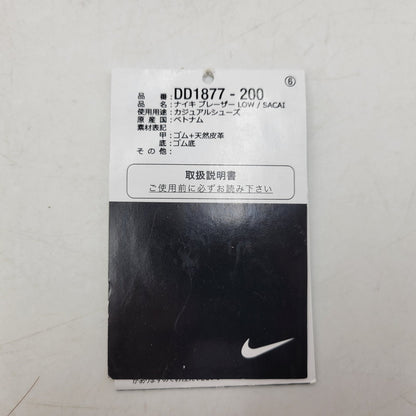 ⑥
品番:DD1877-200
品名:ナイキ ブレーザー LOW / SACAI
使用用途:カジュアルシューズ
原産国:ベトナム
素材表記
甲:ゴム+天然皮革
底:ゴム底
その他:
取扱説明書
ご使用前に必ずお読み下さい